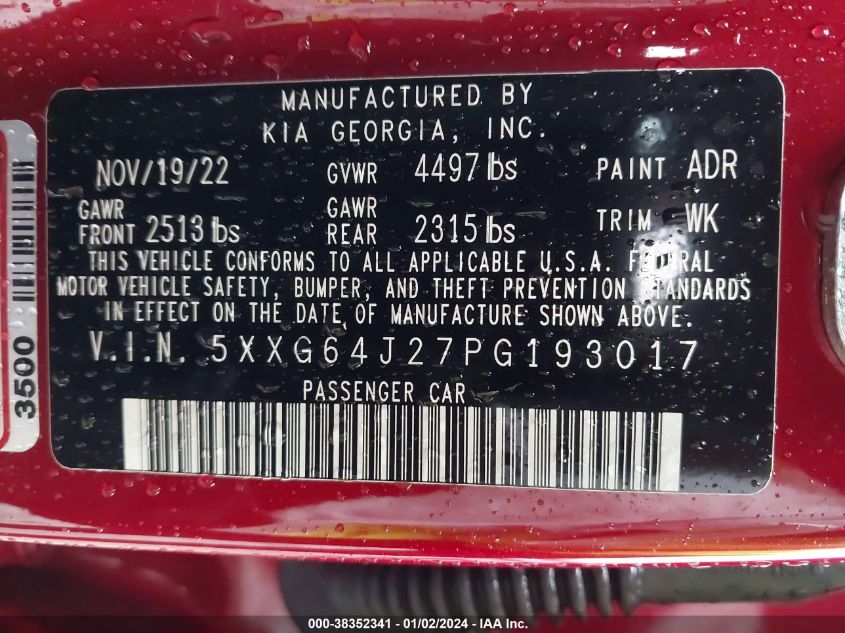 MANUFACTURED BY
KIA GEORGIA, INC.
NOV/19/22 GVWR 4497 lbs PAINT ADR
GAWR FRONT 2513 lbs GAWR REAR 2315 lbs TRIM WK
THIS VEHICLE CONFORMS TO ALL APPLICABLE U.S.A. FEDERAL
MOTOR VEHICLE SAFETY, BUMPER, AND THEFT PREVENTION STANDARDS
IN EFFECT ON THE DATE OF MANUFACTURE SHOWN ABOVE.
V.I.N. 5XXG64J27PG193017
PASSENGER CAR
3500
000-38352341 - 01/02/2024 - IAA Inc.